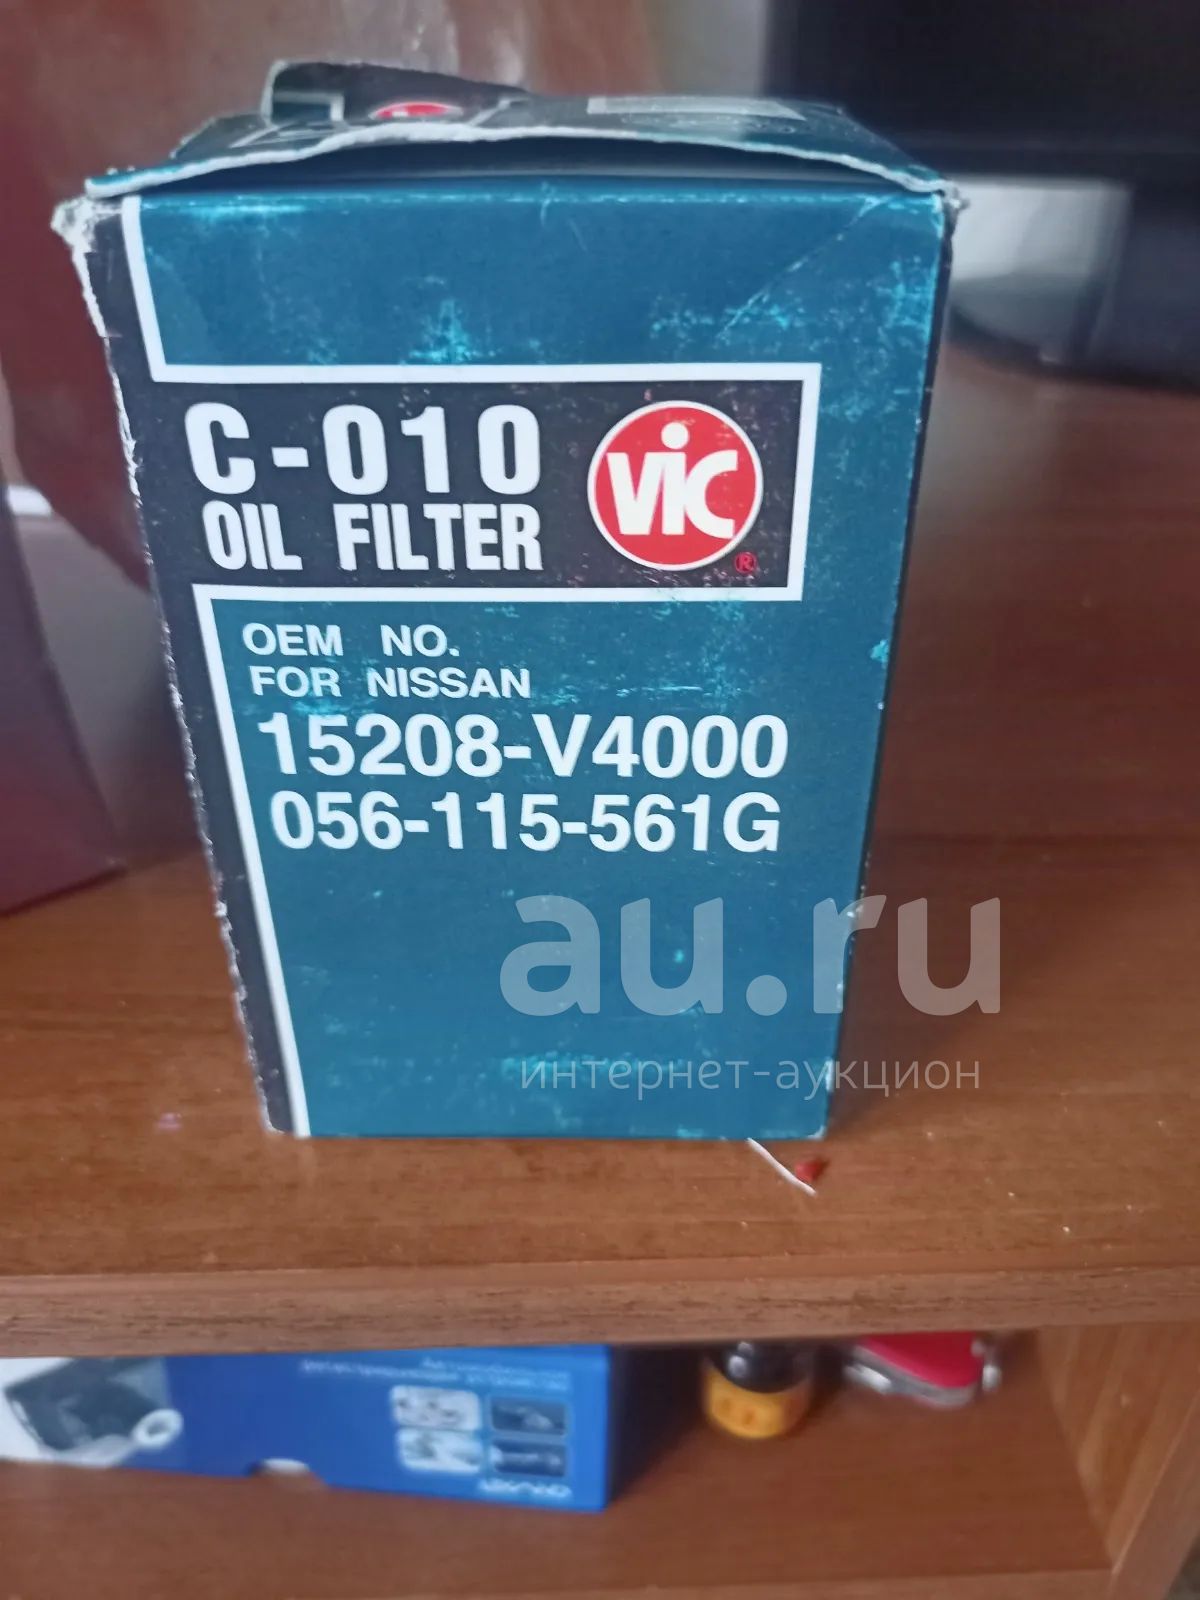 C-010
OIL FILTER
ViC
®
OEM NO.
FOR NISSAN
15208-V4000
056-115-561G
au.ru
интернет-аукцион